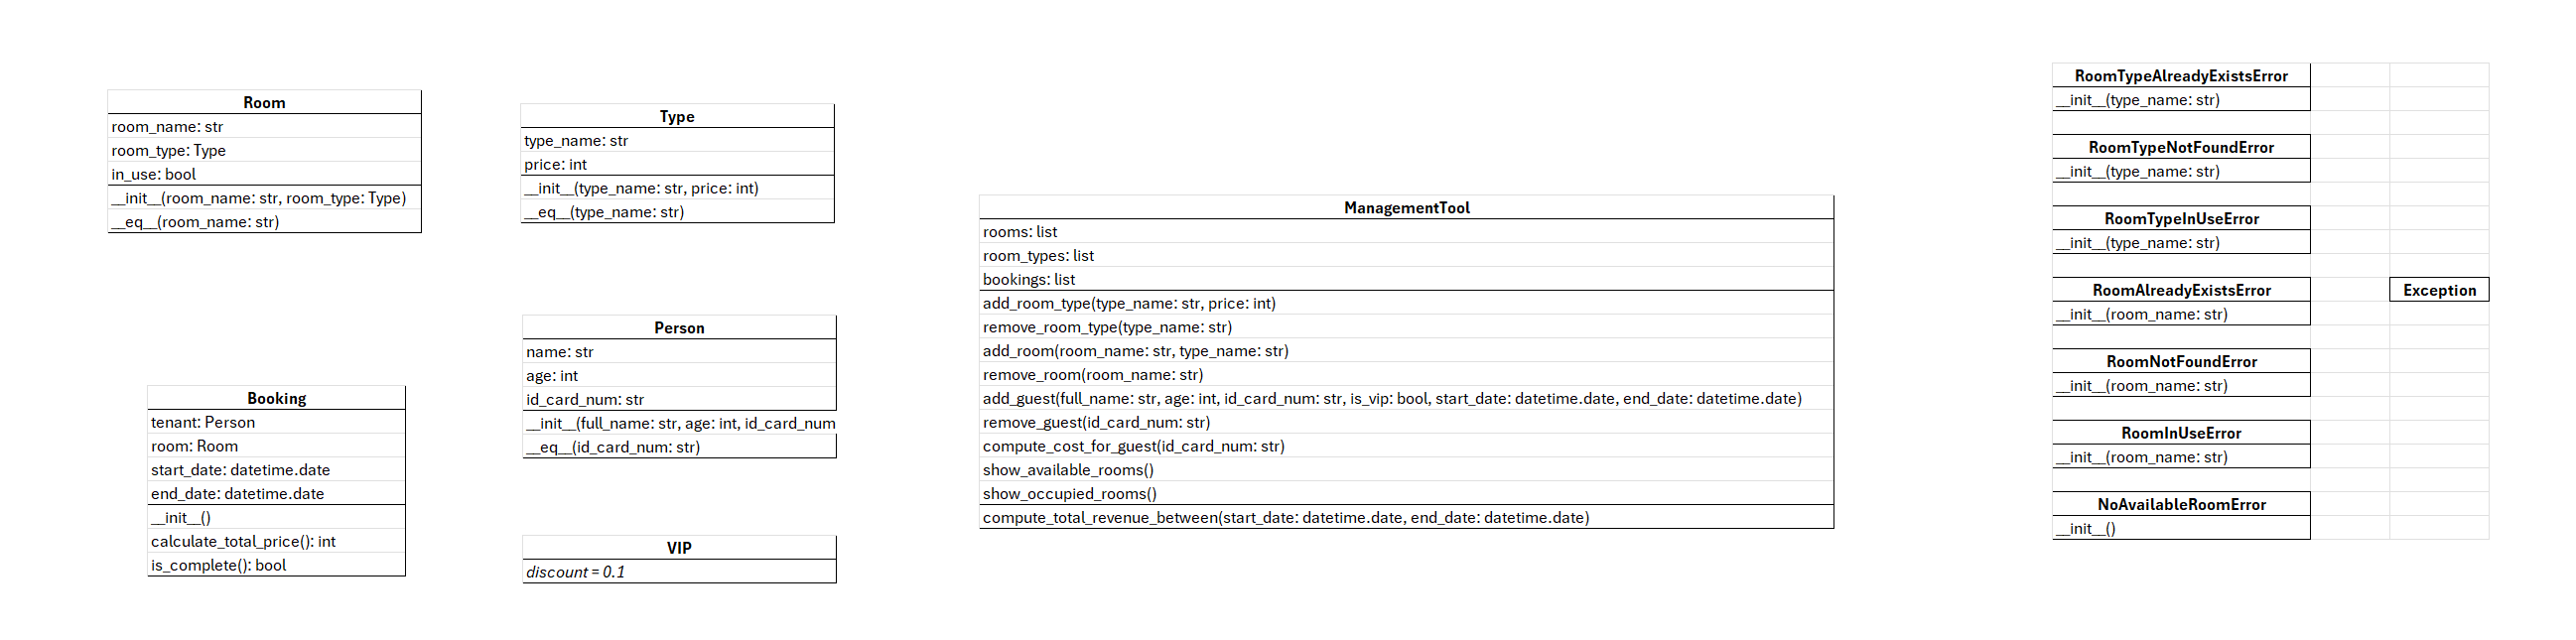 Room
room_name: str
room_type: Type
in_use: bool
__init__(room_name: str, room_type: Type)
__eq__(room_name: str)
Type
type_name: str
price: int
__init__(type_name: str, price: int)
__eq__(type_name: str)
Booking
tenant: Person
room: Room
start_date: datetime.date
end_date: datetime.date
__init__()
calculate_total_price(): int
is_complete(): bool
Person
name: str
age: int
id_card_num: str
__init__(full_name: str, age: int, id_card_num
__eq__(id_card_num: str)
VIP
discount = 0.1
ManagementTool
rooms: list
room_types: list
bookings: list
add_room_type(type_name: str, price: int)
remove_room_type(type_name: str)
add_room(room_name: str, type_name: str)
remove_room(room_name: str)
add_guest(full_name: str, age: int, id_card_num: str, is_vip: bool, start_date: datetime.date, end_date: datetime.date)
remove_guest(id_card_num: str)
compute_cost_for_guest(id_card_num: str)
show_available_rooms()
show_occupied_rooms()
compute_total_revenue_between(start_date: datetime.date, end_date: datetime.date)
RoomTypeAlreadyExistsError
__init__(type_name: str)
RoomTypeNotFoundError
__init__(type_name: str)
RoomTypeInUseError
__init__(type_name: str)
RoomAlreadyExistsError
__init__(room_name: str)
RoomNotFoundError
__init__(room_name: str)
RoomInUseError
__init__(room_name: str)
NoAvailableRoomError
__init__()
Exception